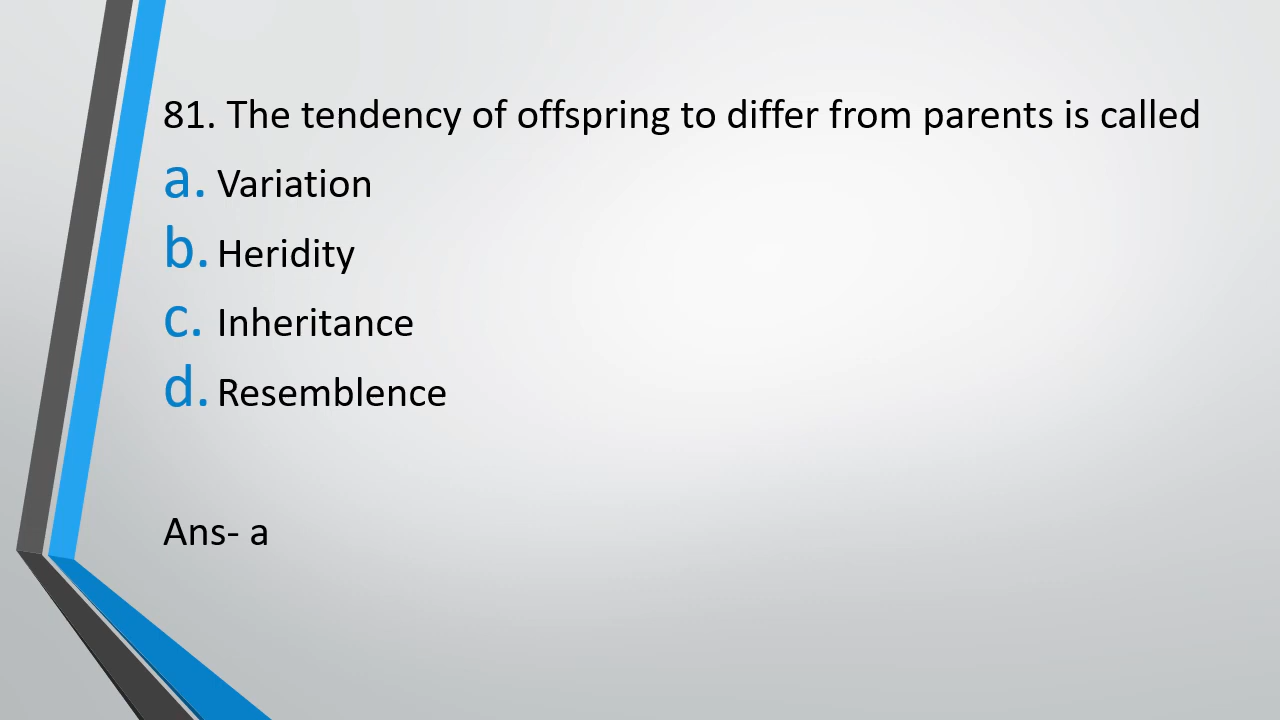 81. The tendency of offspring to differ from parents is called
a. Variation
b. Heridity
c. Inheritance
d. Resemblence
Ans- a